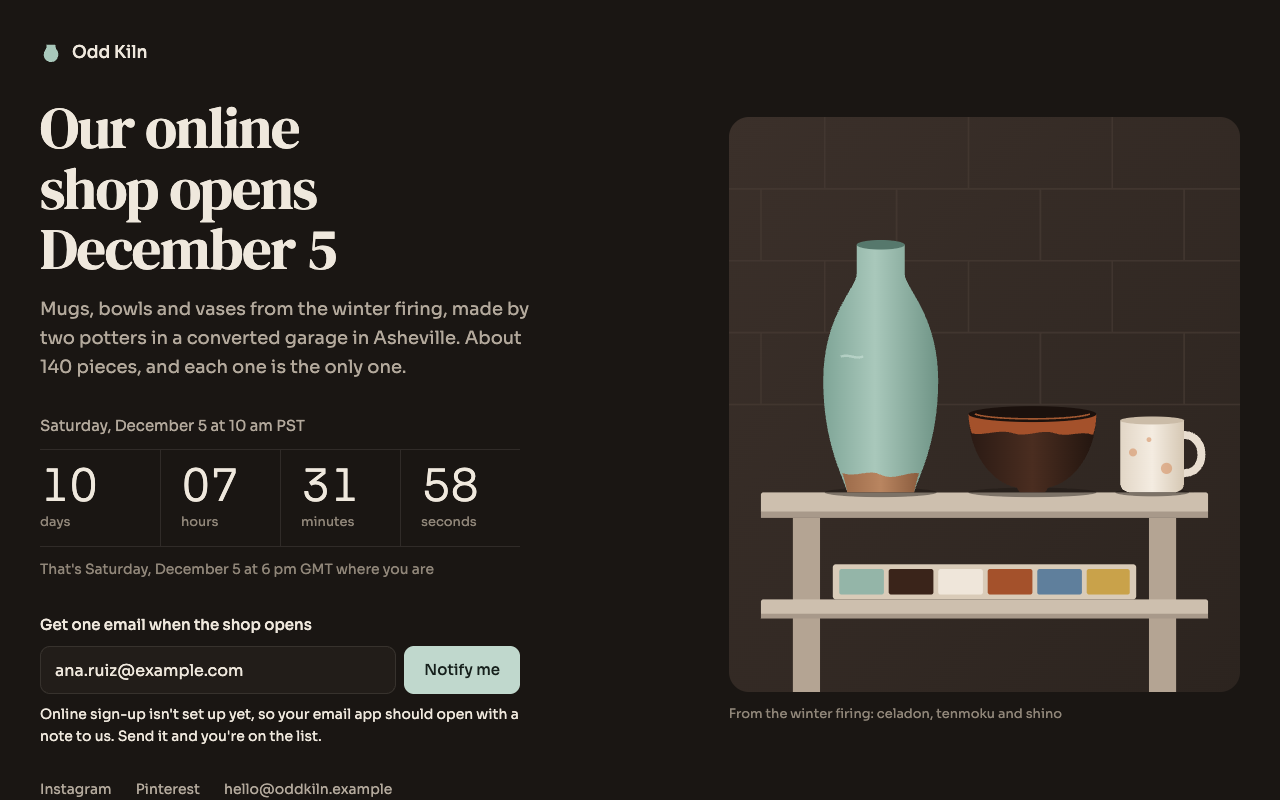 Odd Kiln
Our online
shop opens
December 5
Mugs, bowls and vases from the winter firing, made by
two potters in a converted garage in Asheville. About
140 pieces, and each one is the only one.
Saturday, December 5 at 10 am PST
10 07 31 58
days hours minutes seconds
That's Saturday, December 5 at 6 pm GMT where you are
Get one email when the shop opens
ana.ruiz@example.com Notify me
Online sign-up isn't set up yet, so your email app should open with a
note to us. Send it and you're on the list.
Instagram Pinterest hello@oddkiln.example
From the winter firing: celadon, tenmoku and shino